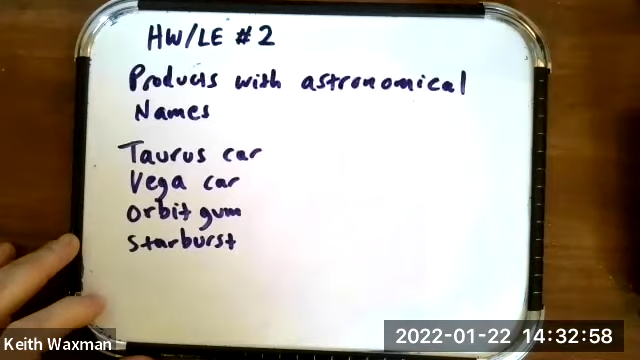 HW/LE #2
Products with astronomical
Names
Taurus car
Vega car
Orbit gum
Starburst
Keith Waxman
2022-01-22 14:32:58